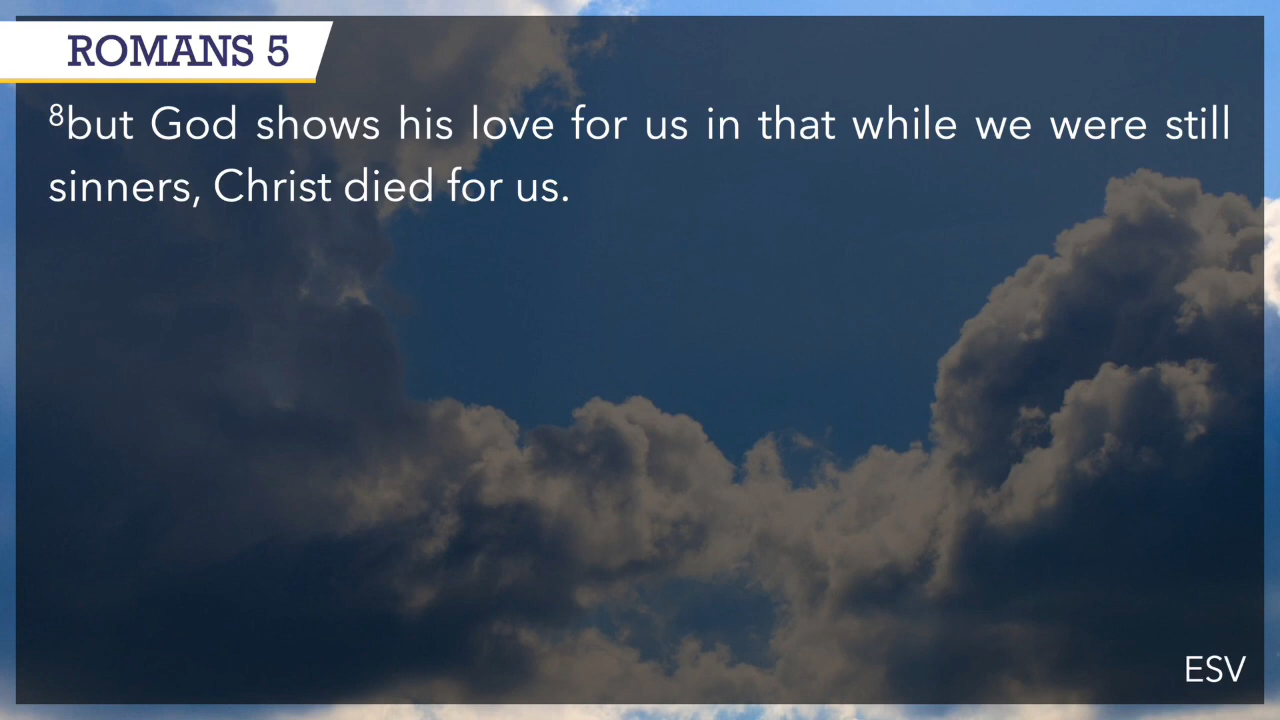 ROMANS 5
⁸but God shows his love for us in that while we were still
sinners, Christ died for us.
ESV